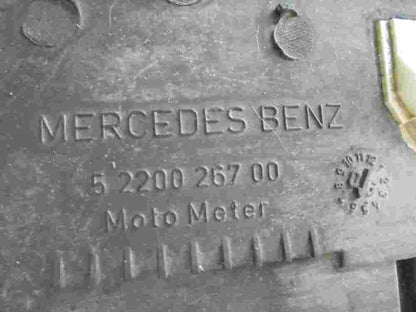 MERCEDES BENZ
5 2200 267 00
Moto Meter